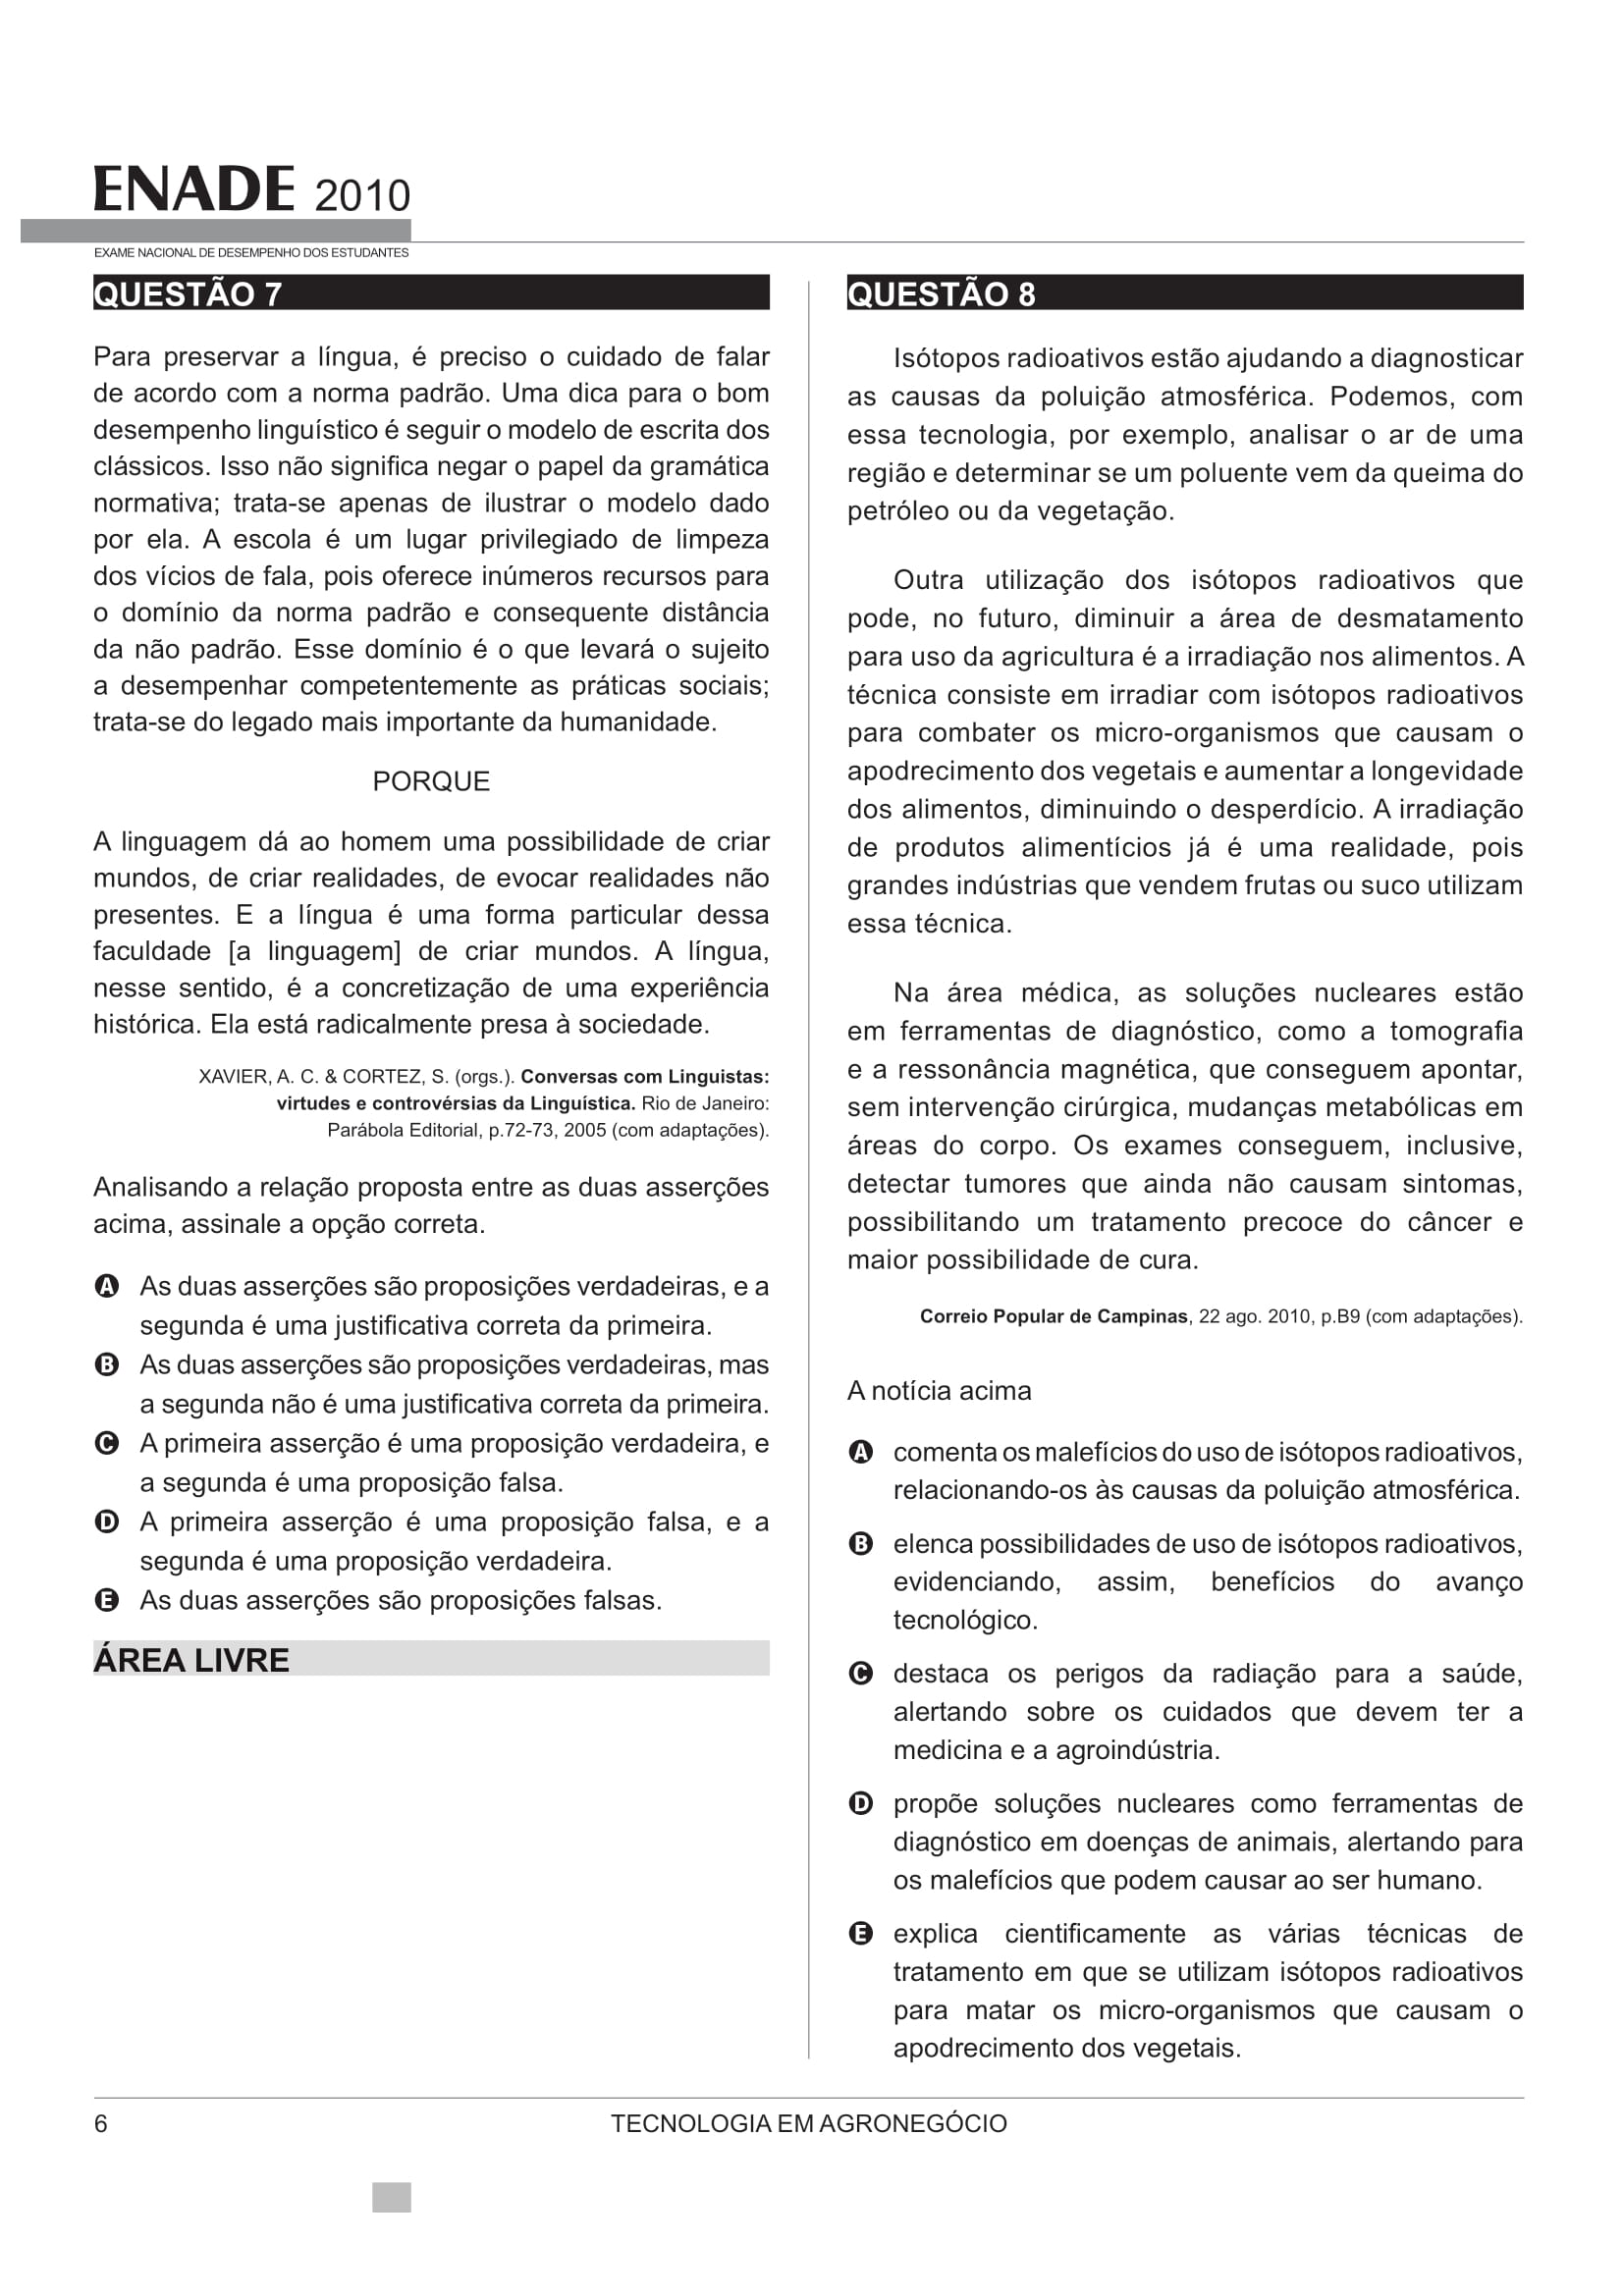 ENADE 2010
EXAME NACIONAL DE DESEMPENHO DOS ESTUDANTES
QUESTÃO 7
Para preservar a língua, é preciso o cuidado de falar
de acordo com a norma padrão. Uma dica para o bom
desempenho linguístico é seguir o modelo de escrita dos
clássicos. Isso não significa negar o papel da gramática
normativa; trata-se apenas de ilustrar o modelo dado
por ela. A escola é um lugar privilegiado de limpeza
dos vícios de fala, pois oferece inúmeros recursos para
o domínio da norma padrão e consequente distância
da não padrão. Esse domínio é o que levará o sujeito
a desempenhar competentemente as práticas sociais;
trata-se do legado mais importante da humanidade.
PORQUE
A linguagem dá ao homem uma possibilidade de criar
mundos, de criar realidades, de evocar realidades não
presentes. E a língua é uma forma particular dessa
faculdade [a linguagem] de criar mundos. A língua,
nesse sentido, é a concretização de uma experiência
histórica. Ela está radicalmente presa à sociedade.
XAVIER, A. C. & CORTEZ, S. (orgs.). Conversas com Linguistas:
virtudes e controvérsias da Linguística. Rio de Janeiro:
Parábola Editorial, p.72-73, 2005 (com adaptações).
Analisando a relação proposta entre as duas asserções
acima, assinale a opção correta.
A As duas asserções são proposições verdadeiras, e a
segunda é uma justificativa correta da primeira.
B As duas asserções são proposições verdadeiras, mas
a segunda não é uma justificativa correta da primeira.
C A primeira asserção é uma proposição verdadeira, e
a segunda é uma proposição falsa.
D A primeira asserção é uma proposição falsa, e a
segunda é uma proposição verdadeira.
E As duas asserções são proposições falsas.
ÁREA LIVRE
QUESTÃO 8
Isótopos radioativos estão ajudando a diagnosticar
as causas da poluição atmosférica. Podemos, com
essa tecnologia, por exemplo, analisar o ar de uma
região e determinar se um poluente vem da queima do
petróleo ou da vegetação.
Outra utilização dos isótopos radioativos que
pode, no futuro, diminuir a área de desmatamento
para uso da agricultura é a irradiação nos alimentos. A
técnica consiste em irradiar com isótopos radioativos
para combater os micro-organismos que causam o
apodrecimento dos vegetais e aumentar a longevidade
dos alimentos, diminuindo o desperdício. A irradiação
de produtos alimentícios já é uma realidade, pois
grandes indústrias que vendem frutas ou suco utilizam
essa técnica.
Na área médica, as soluções nucleares estão
em ferramentas de diagnóstico, como a tomografia
e a ressonância magnética, que conseguem apontar,
sem intervenção cirúrgica, mudanças metabólicas em
áreas do corpo. Os exames conseguem, inclusive,
detectar tumores que ainda não causam sintomas,
possibilitando um tratamento precoce do câncer e
maior possibilidade de cura.
Correio Popular de Campinas, 22 ago. 2010, p.B9 (com adaptações).
A notícia acima
A comenta os malefícios do uso de isótopos radioativos,
relacionando-os às causas da poluição atmosférica.
B elenca possibilidades de uso de isótopos radioativos,
evidenciando, assim, benefícios do avanço
tecnológico.
C destaca os perigos da radiação para a saúde,
alertando sobre os cuidados que devem ter a
medicina e a agroindústria.
D propõe soluções nucleares como ferramentas de
diagnóstico em doenças de animais, alertando para
os malefícios que podem causar ao ser humano.
E explica cientificamente as várias técnicas de
tratamento em que se utilizam isótopos radioativos
para matar os micro-organismos que causam o
apodrecimento dos vegetais.
6
TECNOLOGIA EM AGRONEGÓCIO